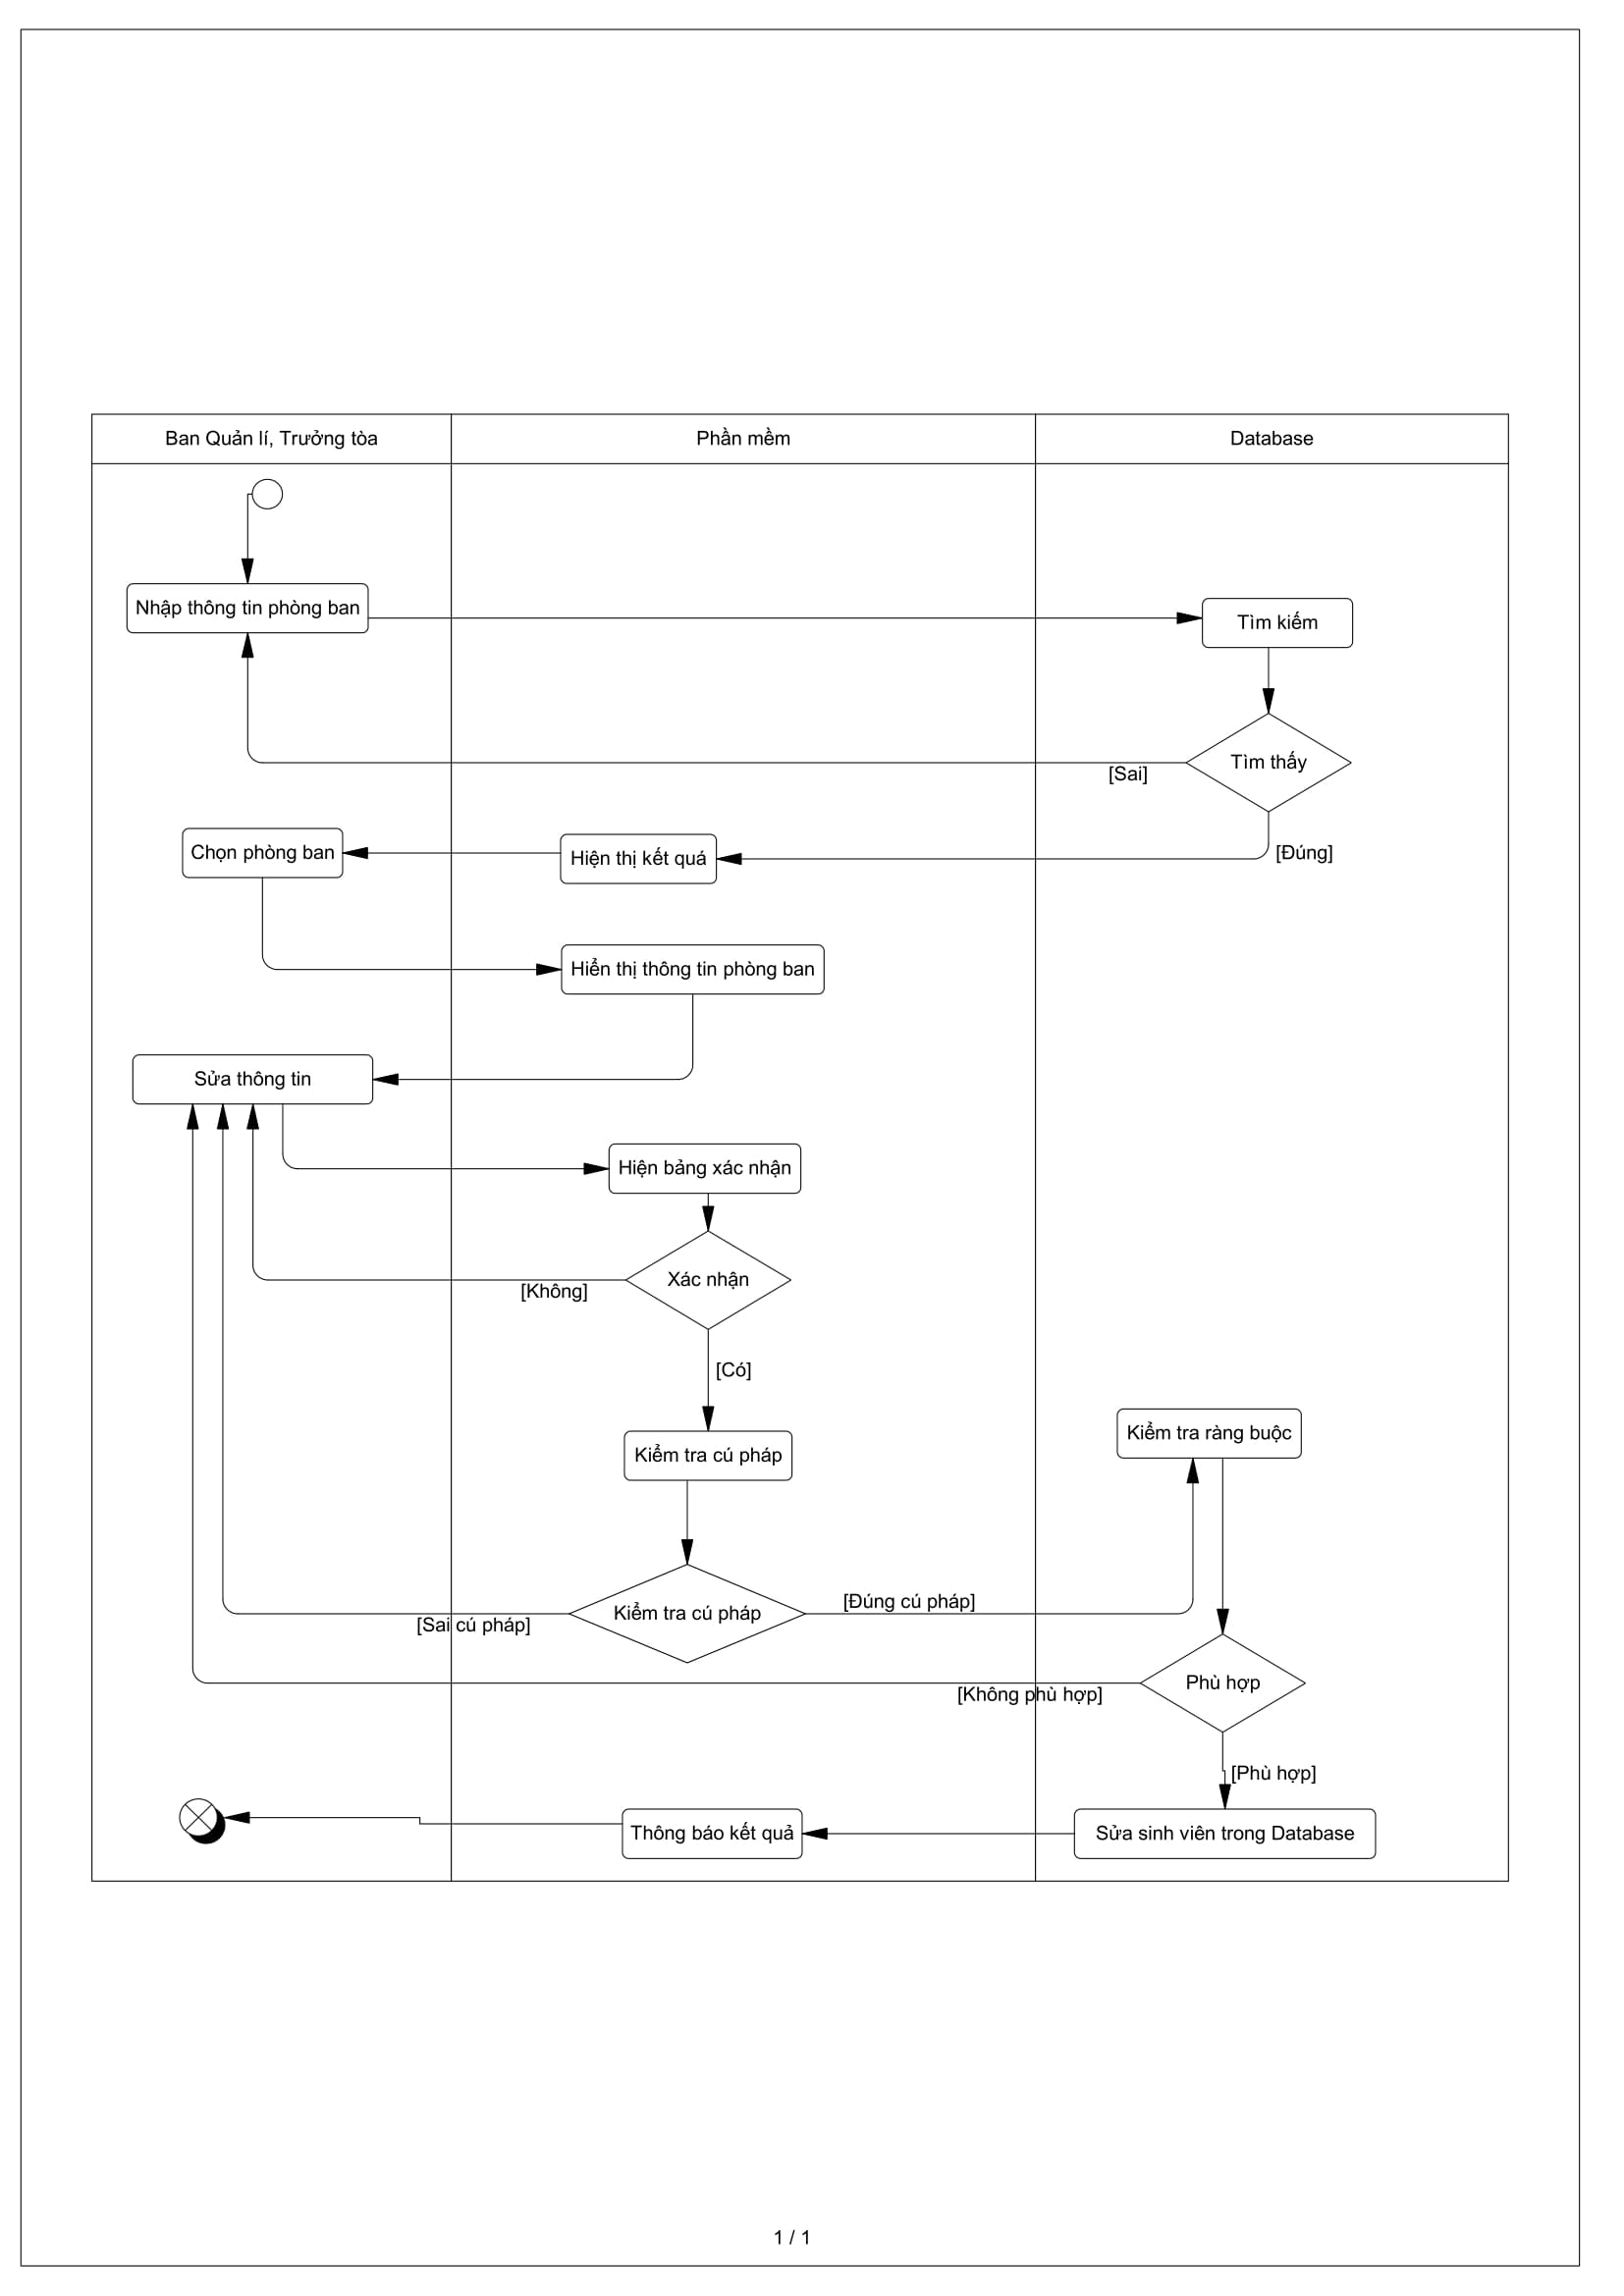 Ban Quản lí, Trưởng tòa
Phần mềm
Database
Nhập thông tin phòng ban
Tìm kiếm
Tìm thấy
[Sai]
[Đúng]
Chọn phòng ban
Hiện thị kết quá
Hiển thị thông tin phòng ban
Sửa thông tin
Hiện bảng xác nhận
Xác nhận
[Không]
[Có]
Kiểm tra cú pháp
Kiểm tra ràng buộc
Kiểm tra cú pháp
[Đúng cú pháp]
[Sai cú pháp]
Phù hợp
[Không phù hợp]
[Phù hợp]
Thông báo kết quả
Sửa sinh viên trong Database
1 / 1